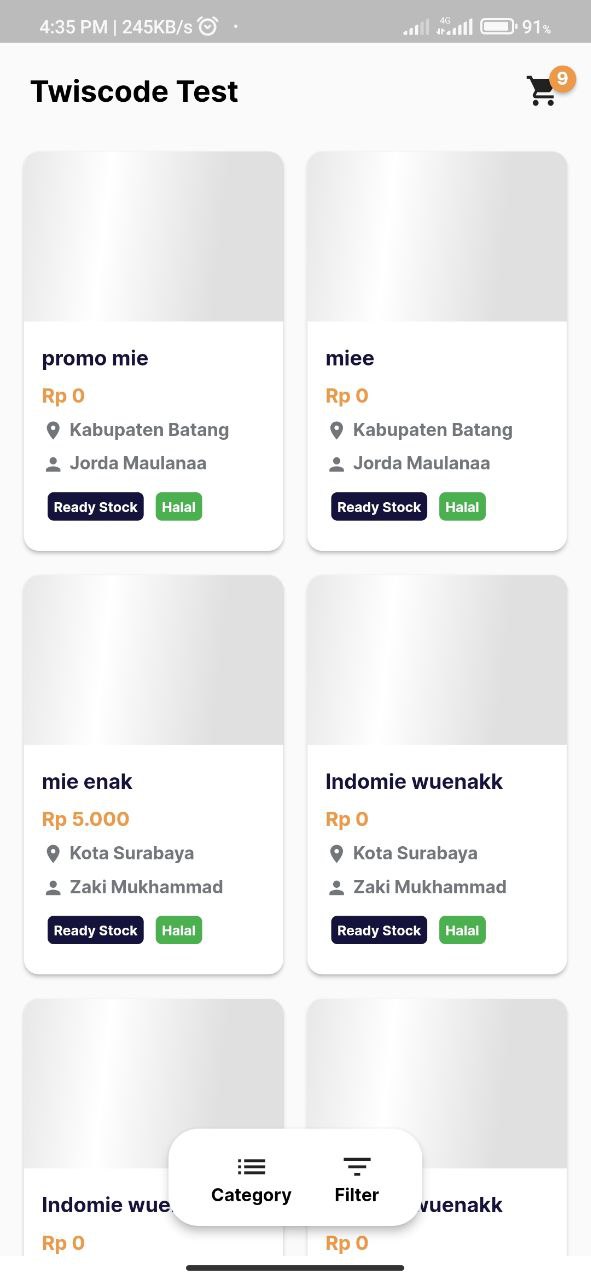 4:35 PM | 245KB/s
4G
91%
Twiscode Test
9
promo mie
Rp 0
Kabupaten Batang
Jorda Maulanaa
Ready Stock
Halal
miee
Rp 0
Kabupaten Batang
Jorda Maulanaa
Ready Stock
Halal
mie enak
Rp 5.000
Kota Surabaya
Zaki Mukhammad
Ready Stock
Halal
Indomie wuenakk
Rp 0
Kota Surabaya
Zaki Mukhammad
Ready Stock
Halal
Indomie wue
Rp 0
wuenakk
Rp 0
Category
Filter